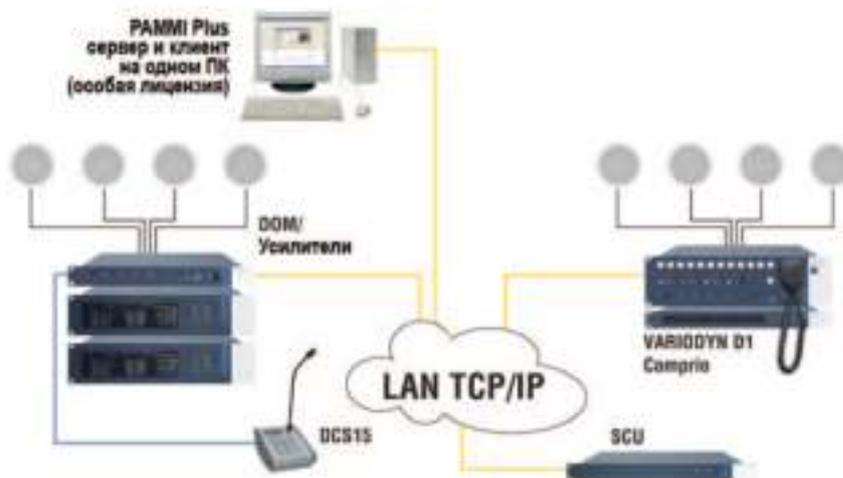 PAMMI Plus
сервер и клиент
на одном ПК
(особая лицензия)
DOM/
Усилители
VARIODYN D1
Comprio
LAN TCP/IP
DCS15
SCU